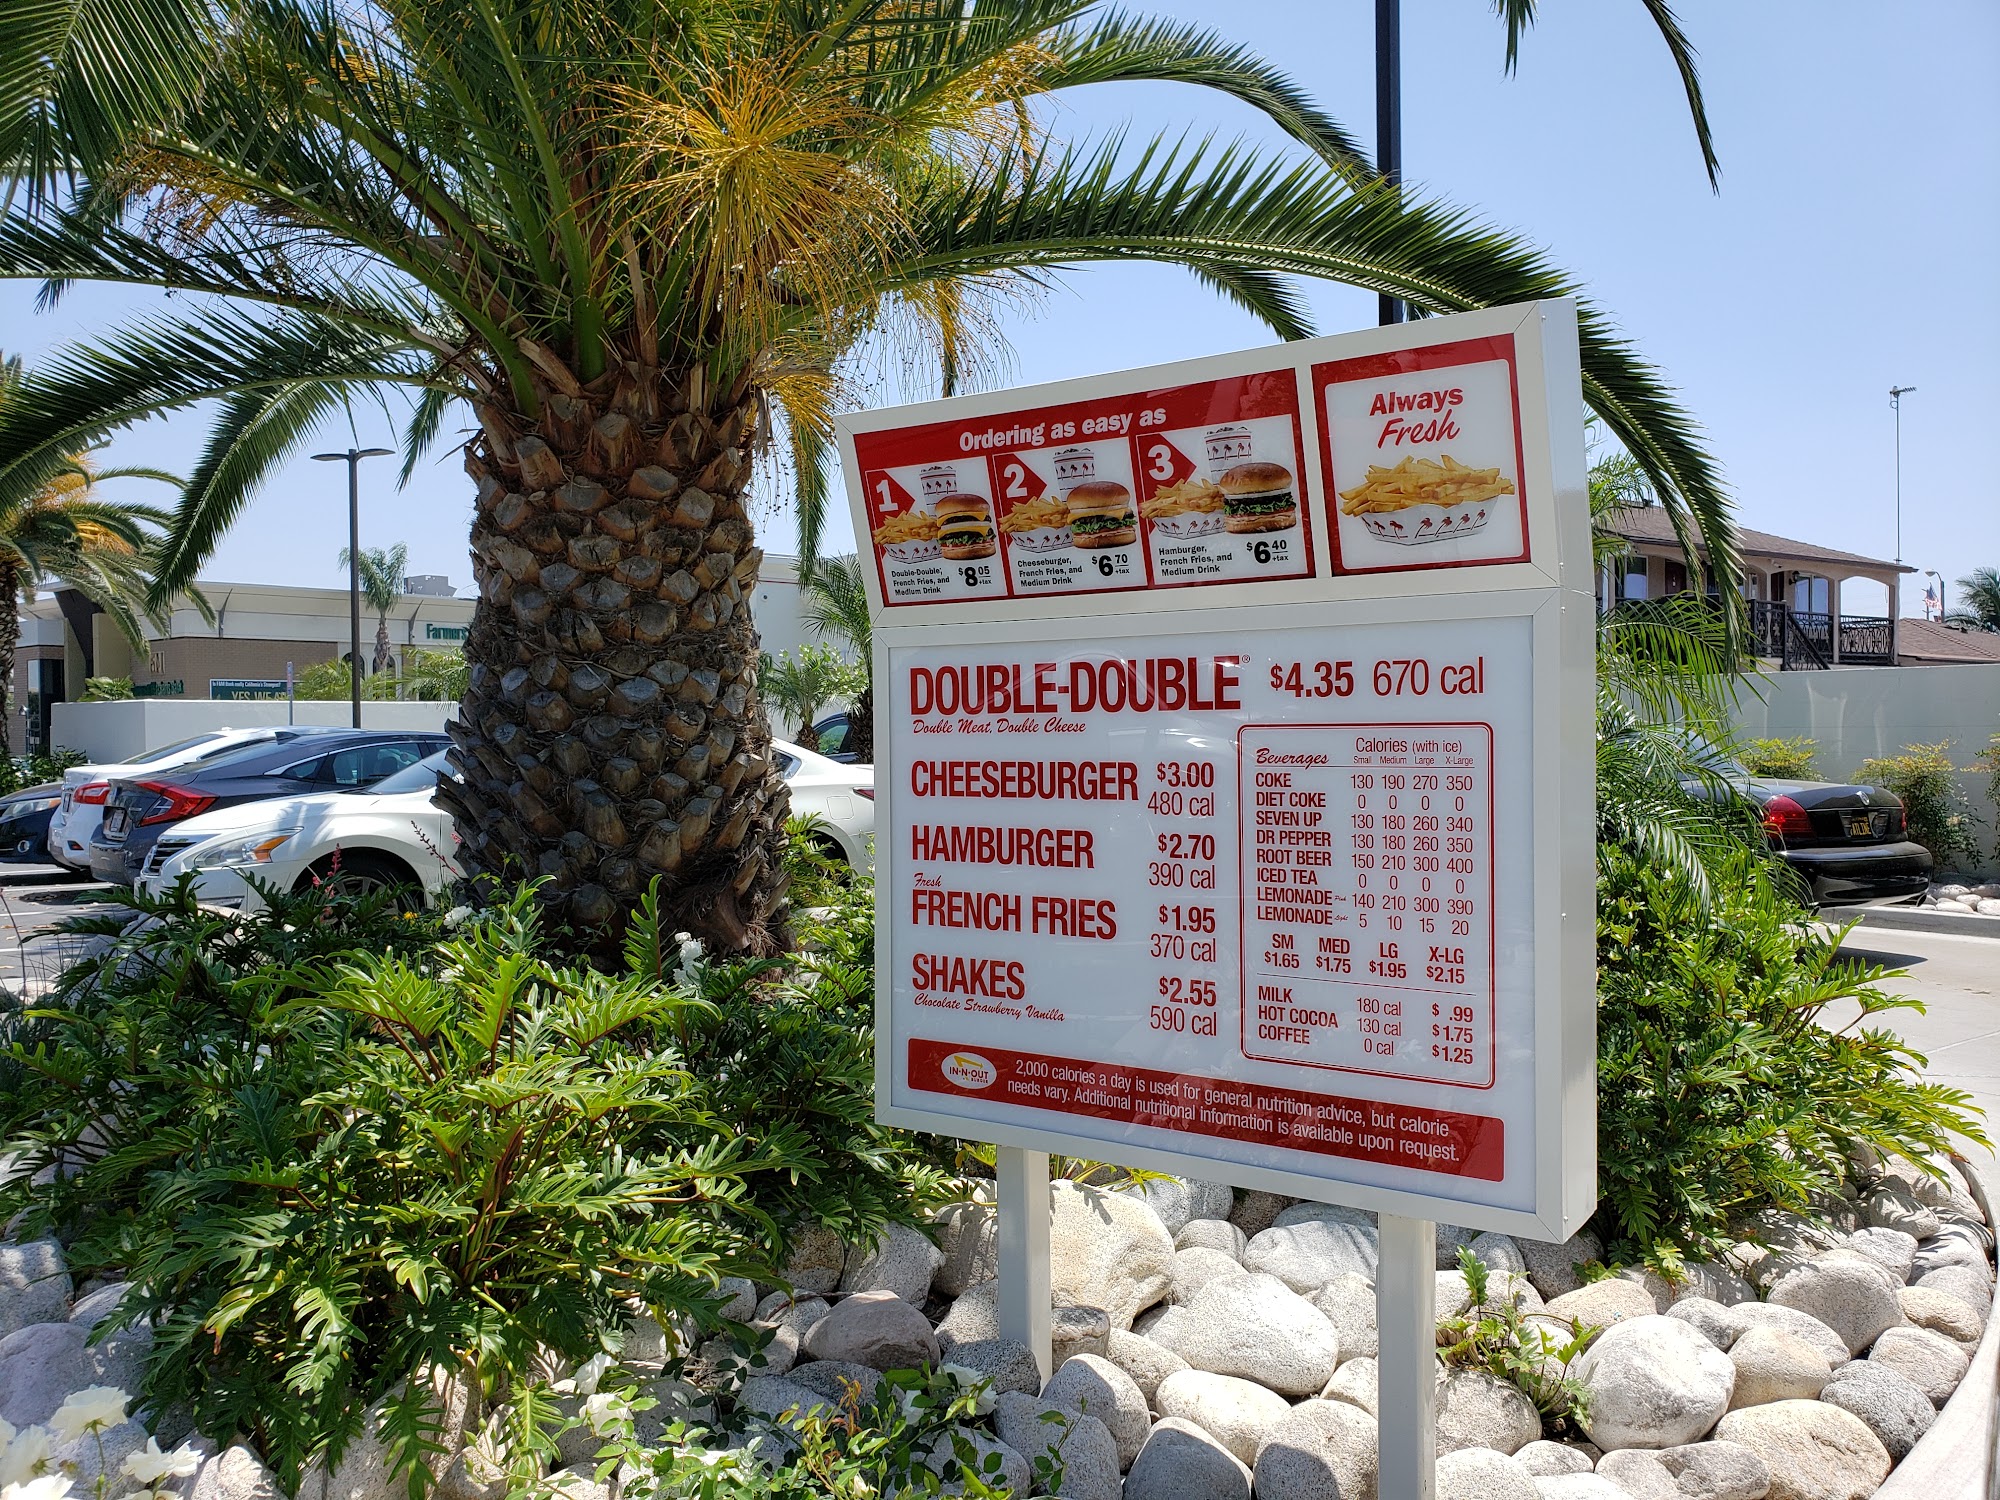 Ordering as easy as
1
Double-Double,
French Fries, and
Medium Drink
$8 05
+tax
2
Cheeseburger,
French Fries, and
Medium Drink
$6 70
+tax
3
Hamburger,
French Fries, and
Medium Drink
$6 40
+tax
Always
Fresh
DOUBLE-DOUBLE® $4.35 670 cal
Double Meat, Double Cheese
CHEESEBURGER $3.00
480 cal
HAMBURGER $2.70
390 cal
Fresh
FRENCH FRIES $1.95
370 cal
SHAKES $2.55
Chocolate Strawberry Vanilla
590 cal
Beverages Calories (with ice)
Small Medium Large X-Large
COKE 130 190 270 350
DIET COKE 0 0 0 0
SEVEN UP 130 180 260 340
DR PEPPER 130 180 260 350
ROOT BEER 150 210 300 400
ICED TEA 0 0 0 0
LEMONADE Pink 140 210 300 390
LEMONADE Light 5 10 15 20
SM MED LG X-LG
$1.65 $1.75 $1.95 $2.15
MILK 180 cal $ .99
HOT COCOA 130 cal $1.75
COFFEE 0 cal $1.25
IN-N-OUT
BURGER
2,000 calories a day is used for general nutrition advice, but calorie
needs vary. Additional nutritional information is available upon request.
Farmers
YES WE